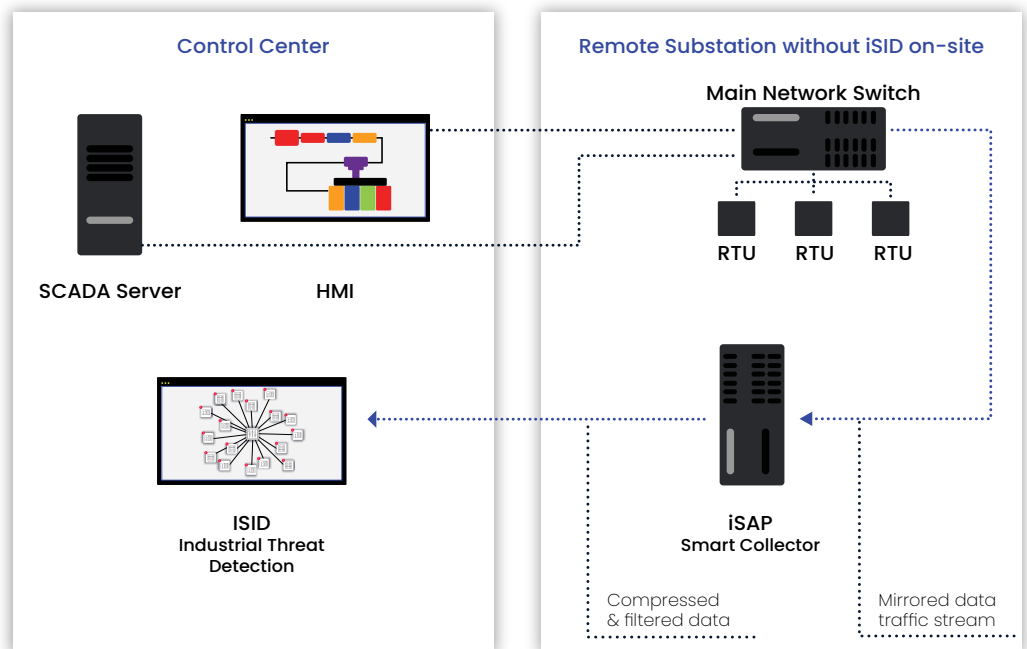 Control Center
SCADA Server
HMI
ISID
Industrial Threat
Detection
Remote Substation without iSID on-site
Main Network Switch
RTU
RTU
RTU
iSAP
Smart Collector
Compressed
& filtered data
Mirrored data
traffic stream